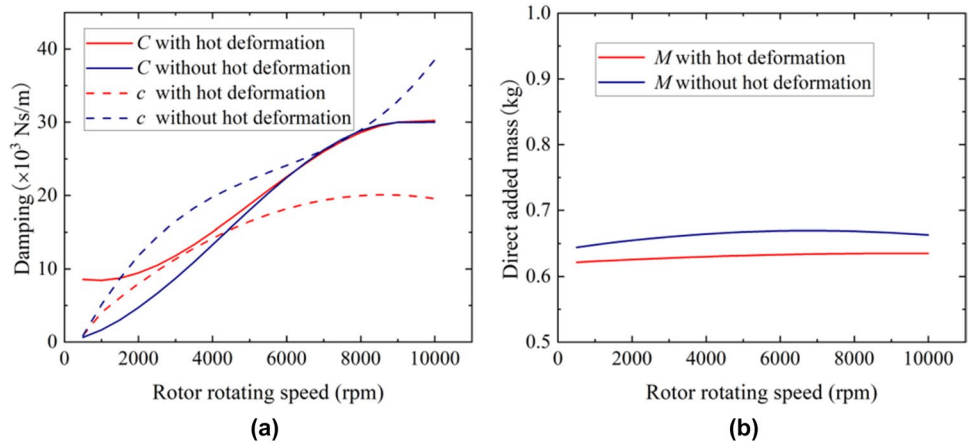 40
30
20
10
0
0
2000
4000
6000
8000
10000
Damping (×10³ Ns/m)
Rotor rotating speed (rpm)
C with hot deformation
C without hot deformation
c with hot deformation
c without hot deformation
(a)
1.0
0.9
0.8
0.7
0.6
0.5
0
2000
4000
6000
8000
10000
Direct added mass (kg)
Rotor rotating speed (rpm)
M with hot deformation
M without hot deformation
(b)